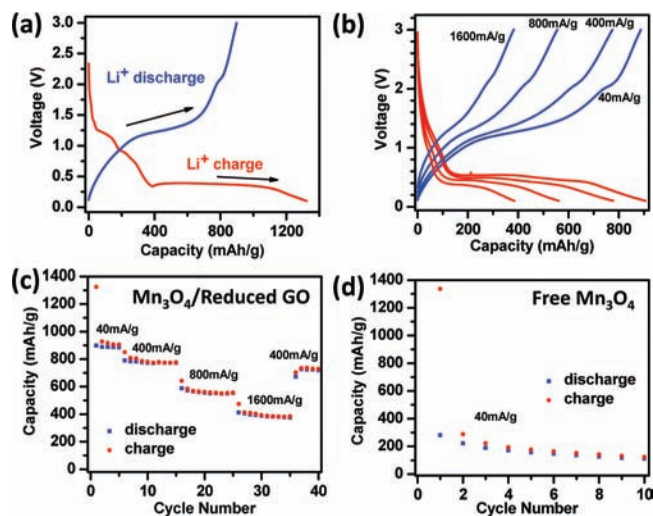 (a)
3.0
2.5
2.0
1.5
1.0
0.5
0.0
Voltage (V)
Li⁺ discharge
Li⁺ charge
0 400 800 1200
Capacity (mAh/g)
(b)
3
2
1
0
Voltage (V)
1600mA/g
800mA/g
400mA/g
40mA/g
0 200 400 600 800
Capacity (mAh/g)
(c)
1400
1200
1000
800
600
400
200
0
Capacity (mAh/g)
Mn₃O₄/Reduced GO
40mA/g
400mA/g
800mA/g
1600mA/g
400mA/g
discharge
charge
0 10 20 30 40
Cycle Number
(d)
1400
1200
1000
800
600
400
200
0
Capacity (mAh/g)
Free Mn₃O₄
discharge
charge
40mA/g
0 2 4 6 8 10
Cycle Number